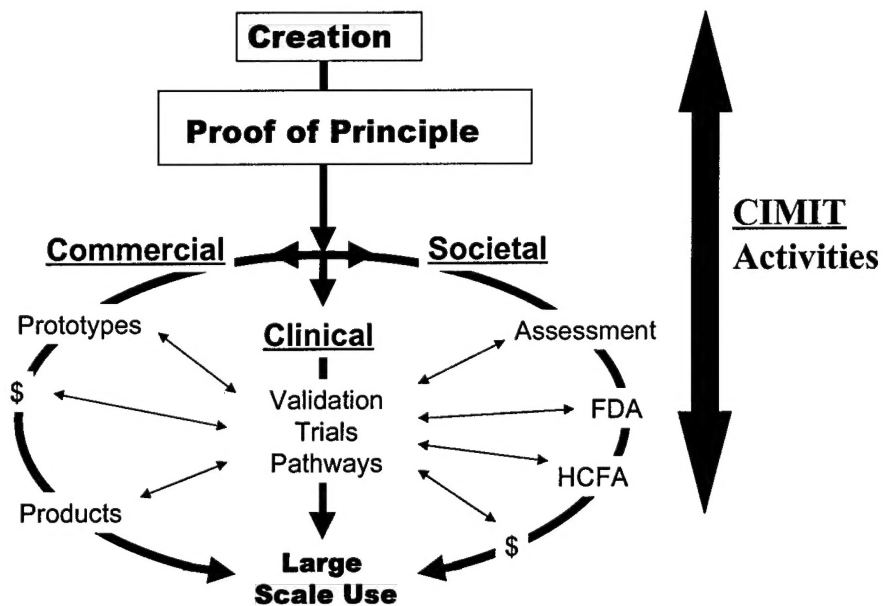 Creation
Proof of Principle
Commercial
Societal
CIMIT
Activities
Prototypes
Clinical
Assessment
$
Validation
Trials
Pathways
FDA
HCFA
Products
$
Large
Scale Use